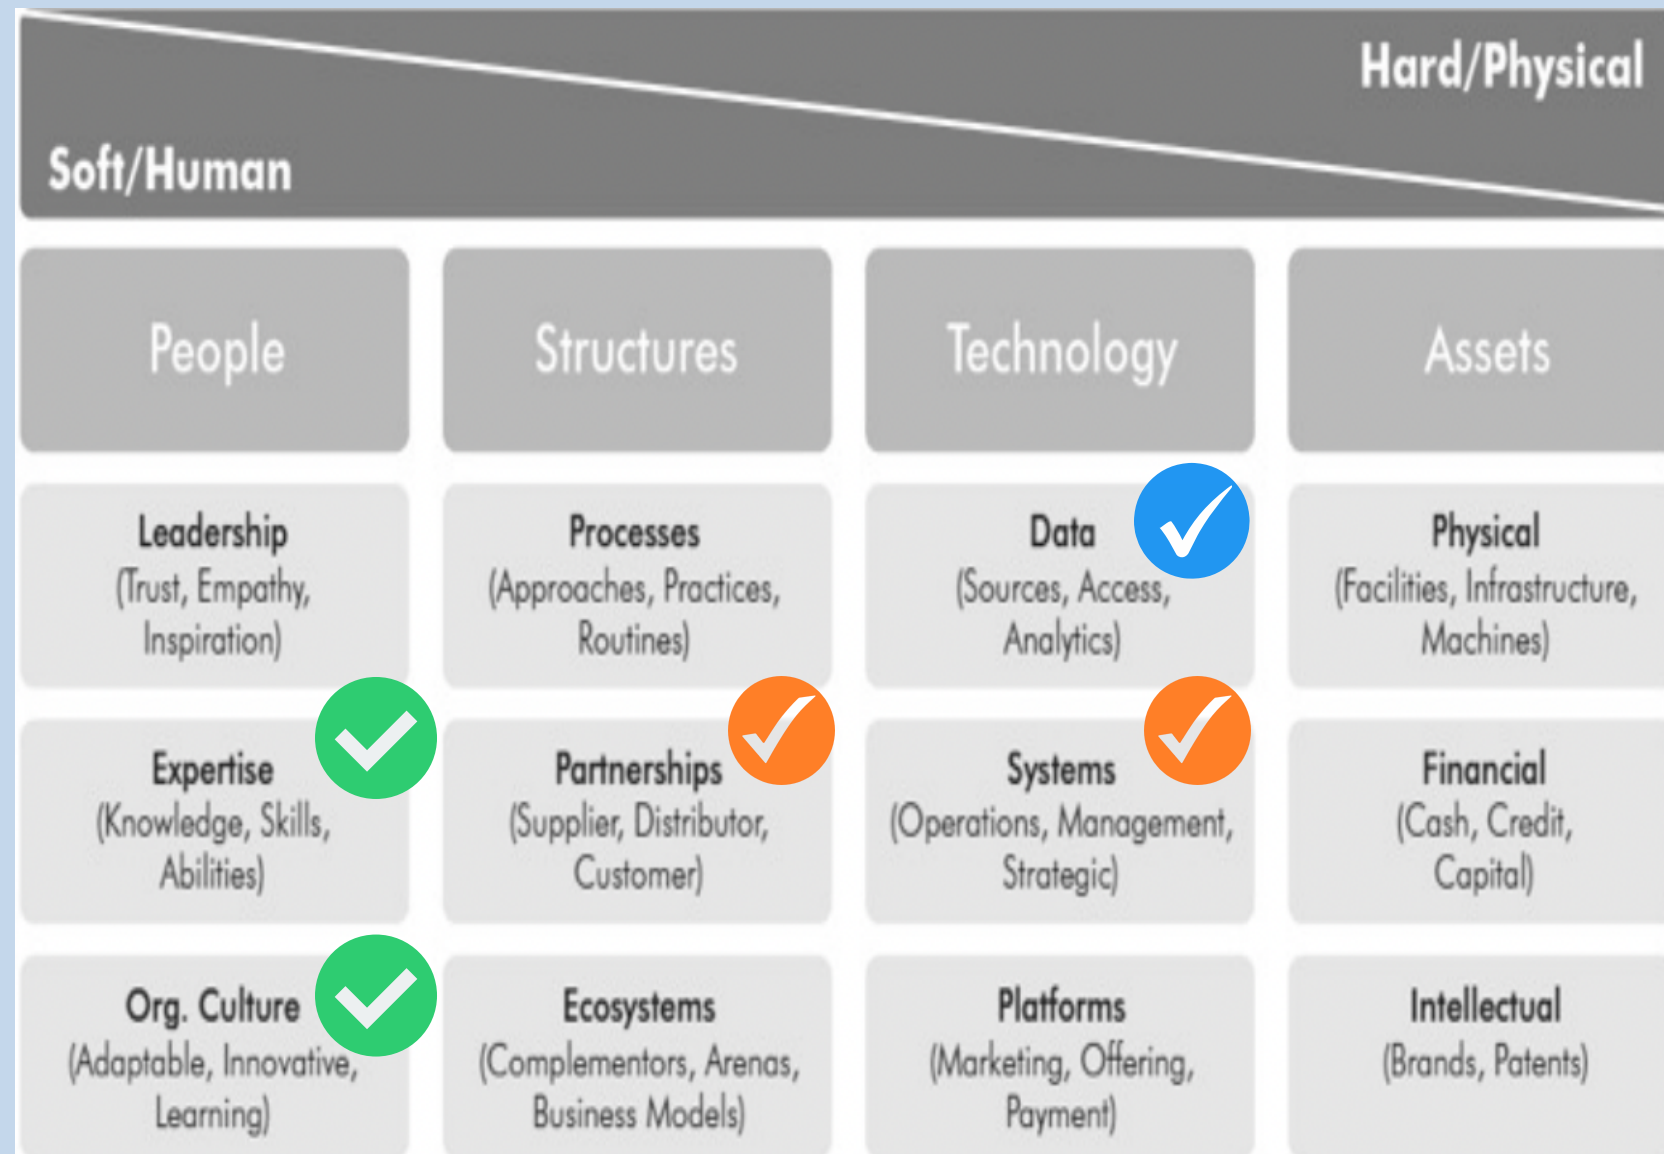 Hard/Physical
Soft/Human
People
Structures
Technology
Assets
Leadership
(Trust, Empathy,
Inspiration)
Processes
(Approaches, Practices,
Routines)
Data
(Sources, Access,
Analytics)
Physical
(Facilities, Infrastructure,
Machines)
Expertise
(Knowledge, Skills,
Abilities)
Partnerships
(Supplier, Distributor,
Customer)
Systems
(Operations, Management,
Strategic)
Financial
(Cash, Credit,
Capital)
Org. Culture
(Adaptable, Innovative,
Learning)
Ecosystems
(Complementors, Arenas,
Business Models)
Platforms
(Marketing, Offering,
Payment)
Intellectual
(Brands, Patents)